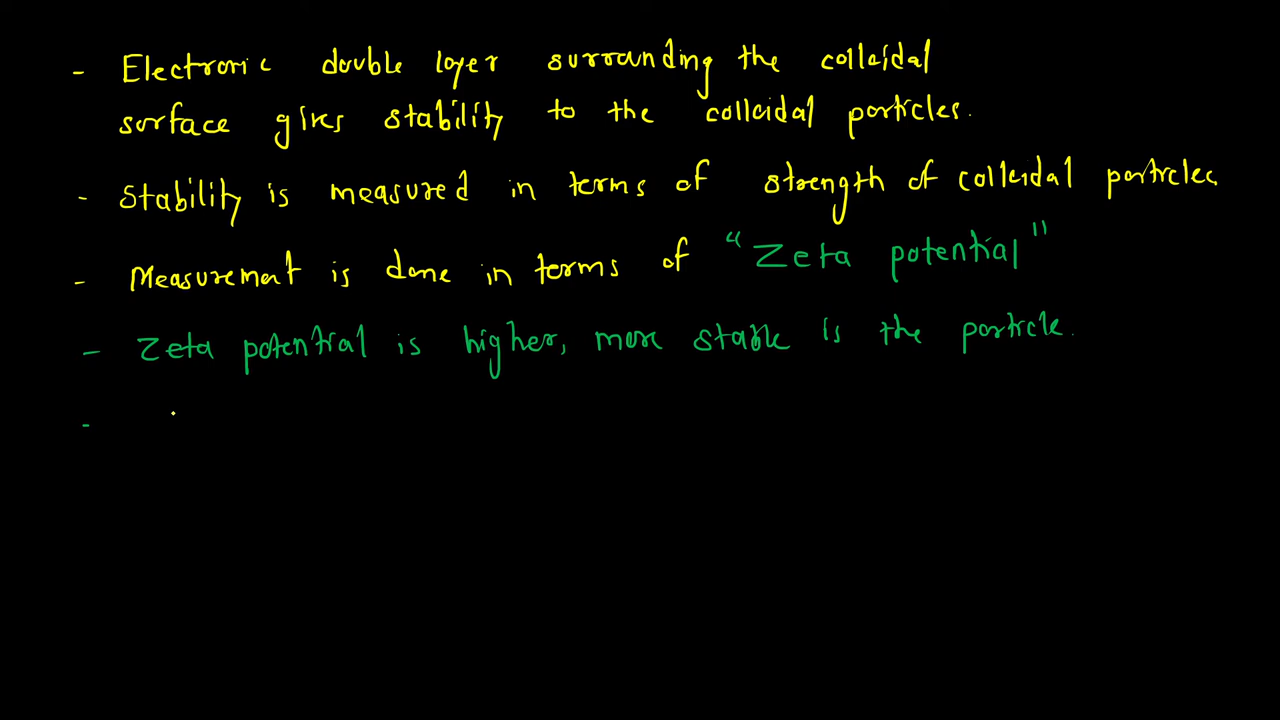 - Electronic double layer surrounding the colloidal
surface gives stability to the colloidal particles.
- Stability is measured in terms of strength of colloidal particles
- Measurement is done in terms of "Zeta potential"
- Zeta potential is higher, more stable is the particle.
-